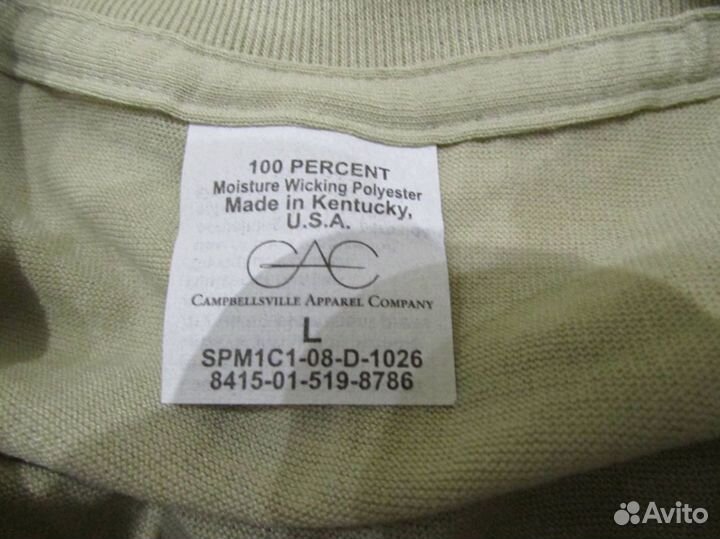 100 PERCENT
Moisture Wicking Polyester
Made in Kentucky,
U.S.A.
CAC
CAMPBELLSVILLE APPAREL COMPANY
L
SPM1C1-08-D-1026
8415-01-519-8786
Avito